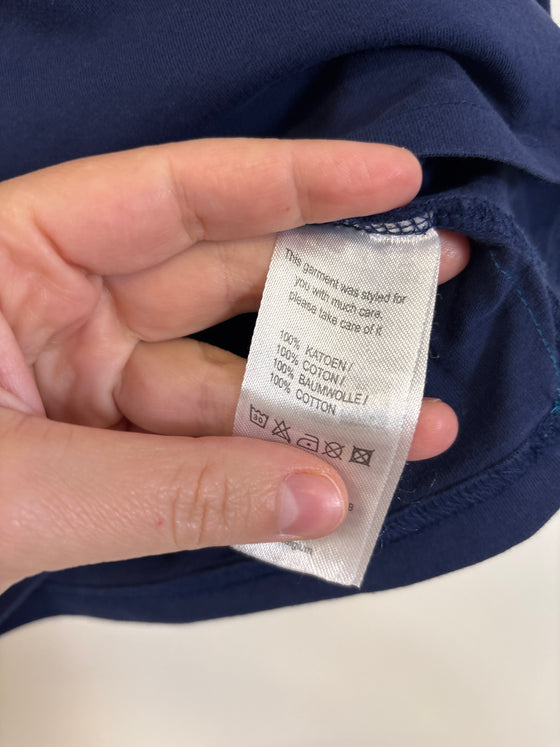 This garment was styled for
you with much care,
please take care of it
100% KATOEN /
100% COTON /
100% BAUMWOLLE /
100% COTTON
30